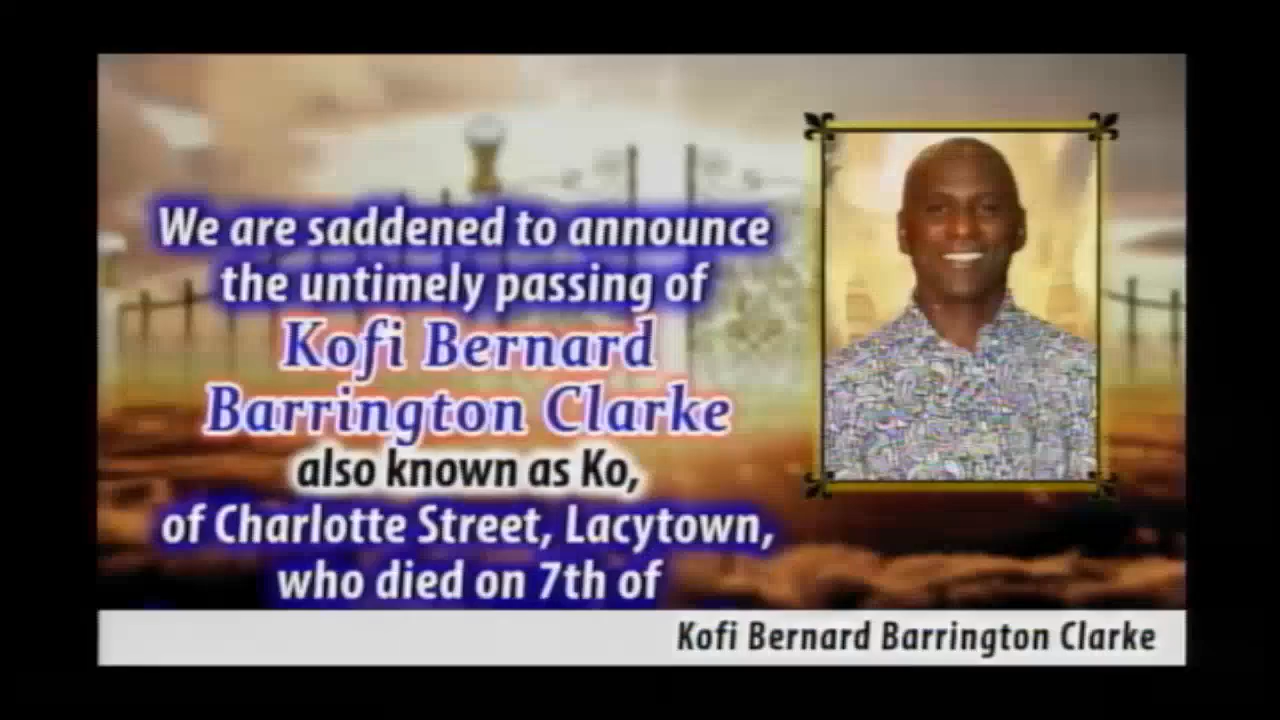 We are saddened to announce
the untimely passing of
Kofi Bernard
Barrington Clarke
also known as Ko,
of Charlotte Street, Lacytown,
who died on 7th of
Kofi Bernard Barrington Clarke